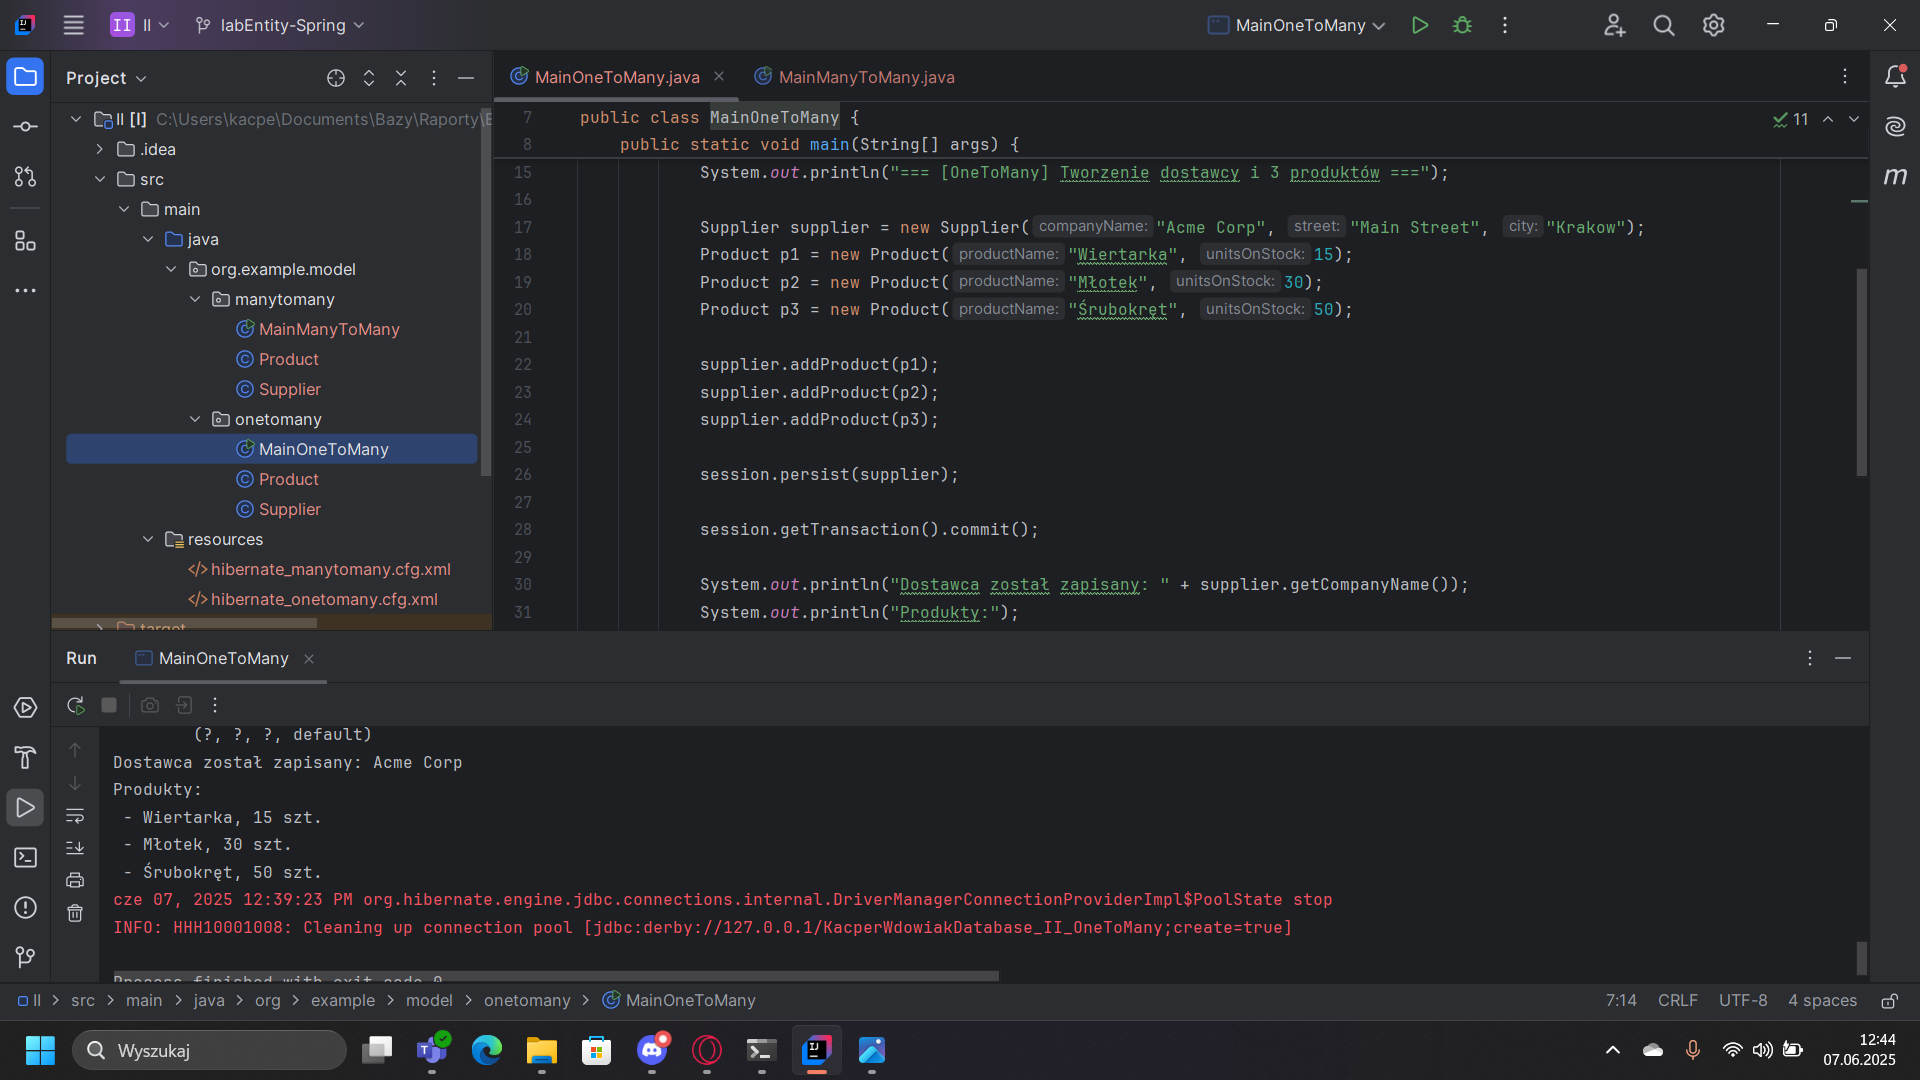 II II labEntity-Spring MainOneToMany
Project
MainOneToMany.java MainManyToMany.java
II [I] C:\Users\kacpe\Documents\Bazy\Raporty\
.idea
src
main
java
org.example.model
manytomany
MainManyToMany
Product
Supplier
onetomany
MainOneToMany
Product
Supplier
resources
</> hibernate_manytomany.cfg.xml
</> hibernate_onetomany.cfg.xml
target
7 public class MainOneToMany { 11
8 public static void main(String[] args) {
15 System.out.println("=== [OneToMany] Tworzenie dostawcy i 3 produktów ===");
16
17 Supplier supplier = new Supplier( companyName: "Acme Corp", street: "Main Street", city: "Krakow");
18 Product p1 = new Product( productName: "Wiertarka", unitsOnStock: 15);
19 Product p2 = new Product( productName: "Młotek", unitsOnStock: 30);
20 Product p3 = new Product( productName: "Śrubokręt", unitsOnStock: 50);
21
22 supplier.addProduct(p1);
23 supplier.addProduct(p2);
24 supplier.addProduct(p3);
25
26 session.persist(supplier);
27
28 session.getTransaction().commit();
29
30 System.out.println("Dostawca został zapisany: " + supplier.getCompanyName());
31 System.out.println("Produkty:");
Run MainOneToMany
(?, ?, ?, default)
Dostawca został zapisany: Acme Corp
Produkty:
- Wiertarka, 15 szt.
- Młotek, 30 szt.
- Śrubokręt, 50 szt.
cze 07, 2025 12:39:23 PM org.hibernate.engine.jdbc.connections.internal.DriverManagerConnectionProviderImpl$PoolState stop
INFO: HHH10001008: Cleaning up connection pool [jdbc:derby://127.0.0.1/KacperWdowiakDatabase_II_OneToMany;create=true]
Process finished with exit code 0
II > src > main > java > org > example > model > onetomany > MainOneToMany 7:14 CRLF UTF-8 4 spaces
Wyszukaj
12:44
07.06.2025